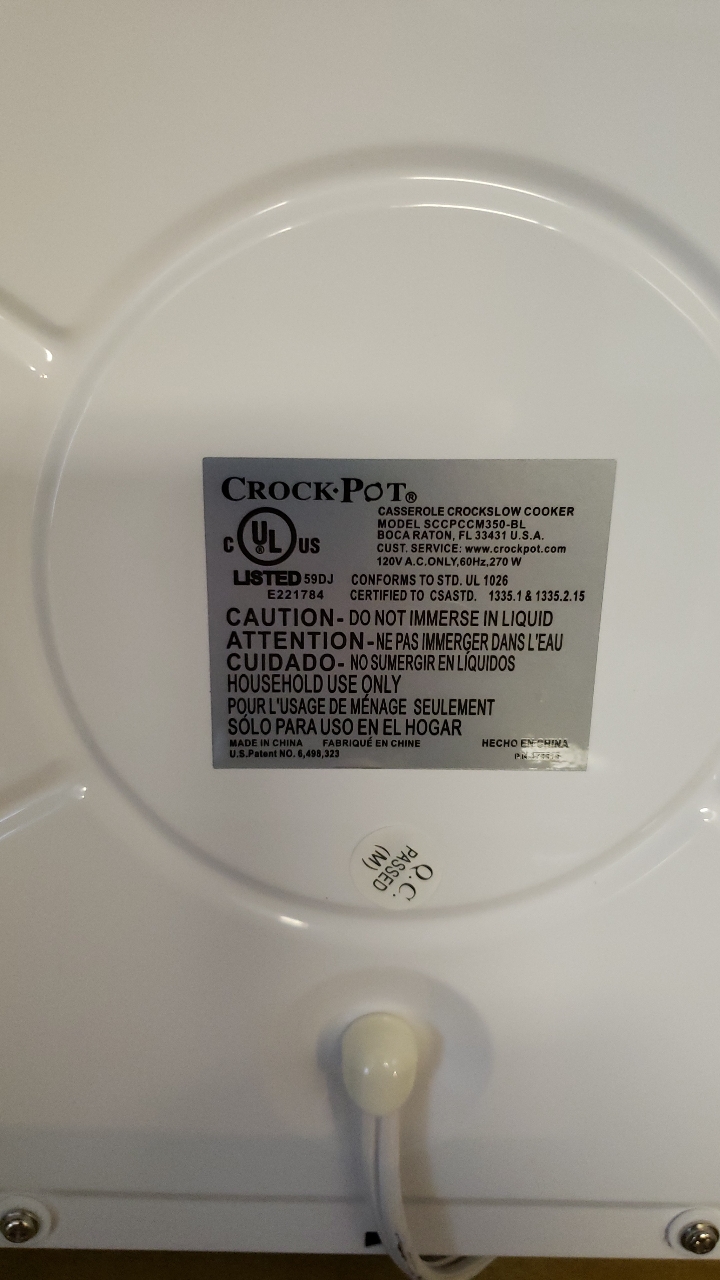 CROCK·POT®
CASSEROLE CROCKSLOW COOKER
MODEL SCCPCCM350-BL
BOCA RATON, FL 33431 U.S.A.
CUST. SERVICE: www.crockpot.com
120V A.C.ONLY,60Hz,270 W
C UL ® US
LISTED 59DJ
E221784
CONFORMS TO STD. UL 1026
CERTIFIED TO CSASTD. 1335.1 & 1335.2.15
CAUTION- DO NOT IMMERSE IN LIQUID
ATTENTION-NE PAS IMMERGER DANS L'EAU
CUIDADO- NO SUMERGIR EN LÍQUIDOS
HOUSEHOLD USE ONLY
POUR L'USAGE DE MÉNAGE SEULEMENT
SÓLO PARA USO EN EL HOGAR
MADE IN CHINA FABRIQUÉ EN CHINE HECHO EN CHINA
U.S.Patent NO. 6,498,323
Q.C.
PASSED
(M)